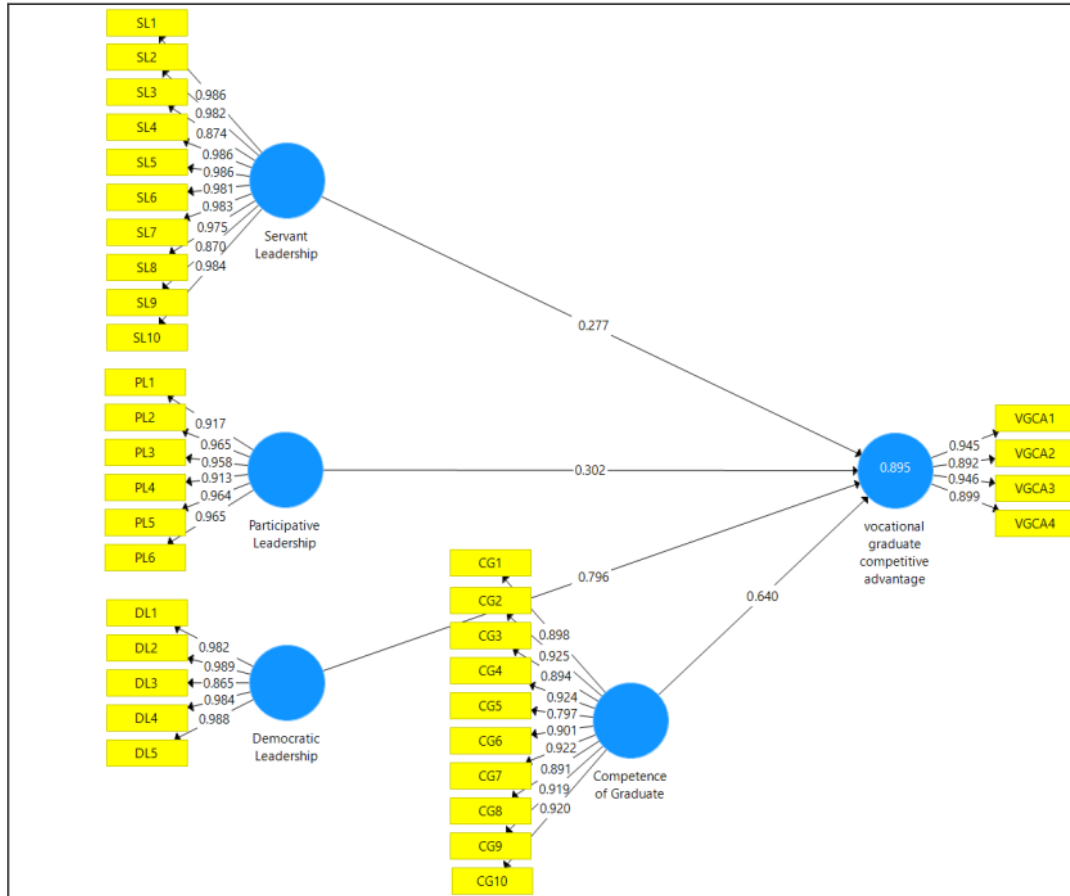 SL1
SL2
SL3
SL4
SL5
SL6
SL7
SL8
SL9
SL10
0.986
0.982
0.874
0.986
0.986
0.981
0.983
0.975
0.870
0.984
Servant
Leadership
0.277
PL1
PL2
PL3
PL4
PL5
PL6
0.917
0.965
0.958
0.913
0.964
0.965
Participative
Leadership
0.302
DL1
DL2
DL3
DL4
DL5
0.982
0.989
0.865
0.984
0.988
Democratic
Leadership
0.796
CG1
CG2
CG3
CG4
CG5
CG6
CG7
CG8
CG9
CG10
0.898
0.925
0.894
0.924
0.797
0.901
0.922
0.891
0.919
0.920
Competence
of Graduate
0.640
0.895
vocational
graduate
competitive
advantage
0.945
0.892
0.946
0.899
VGCA1
VGCA2
VGCA3
VGCA4